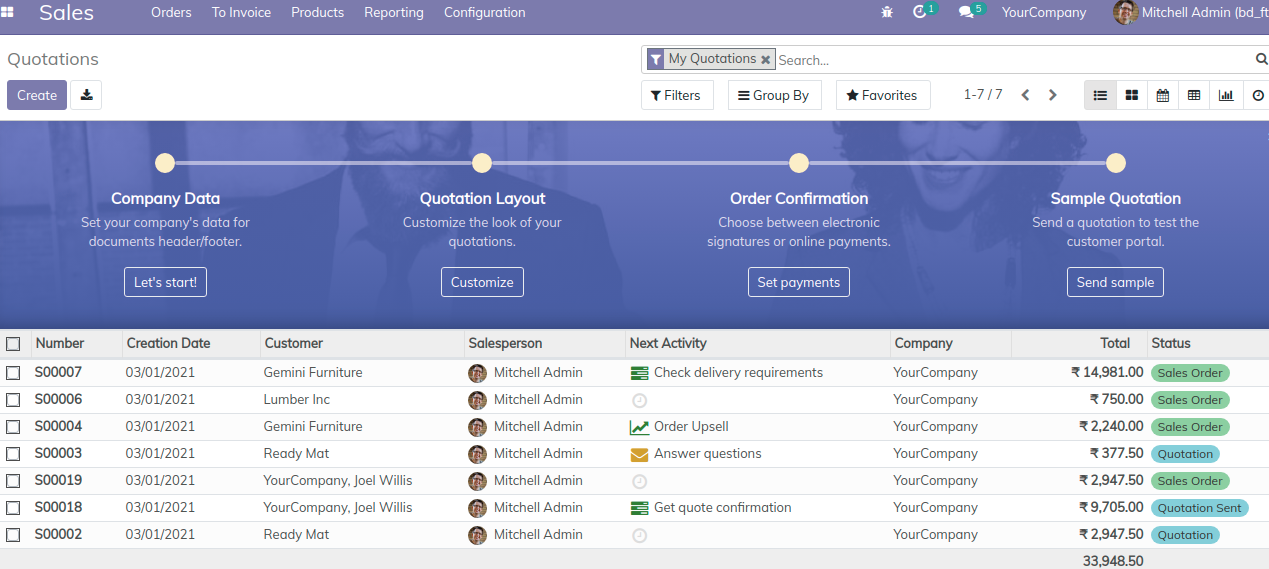 Sales Orders To Invoice Products Reporting Configuration 1 5 YourCompany Mitchell Admin (bd_ft
Quotations
My Quotations Search...
Create Filters Group By Favorites 1-7 / 7
Company Data Quotation Layout Order Confirmation Sample Quotation
Set your company's data for Customize the look of your Choose between electronic Send a quotation to test the
documents header/footer. quotations. signatures or online payments. customer portal.
Let's start! Customize Set payments Send sample
Number Creation Date Customer Salesperson Next Activity Company Total Status
S00007 03/01/2021 Gemini Furniture Mitchell Admin Check delivery requirements YourCompany ₹ 14,981.00 Sales Order
S00006 03/01/2021 Lumber Inc Mitchell Admin YourCompany ₹ 750.00 Sales Order
S00004 03/01/2021 Gemini Furniture Mitchell Admin Order Upsell YourCompany ₹ 2,240.00 Sales Order
S00003 03/01/2021 Ready Mat Mitchell Admin Answer questions YourCompany ₹ 377.50 Quotation
S00019 03/01/2021 YourCompany, Joel Willis Mitchell Admin YourCompany ₹ 2,947.50 Sales Order
S00018 03/01/2021 YourCompany, Joel Willis Mitchell Admin Get quote confirmation YourCompany ₹ 9,705.00 Quotation Sent
S00002 03/01/2021 Ready Mat Mitchell Admin YourCompany ₹ 2,947.50 Quotation
33,948.50